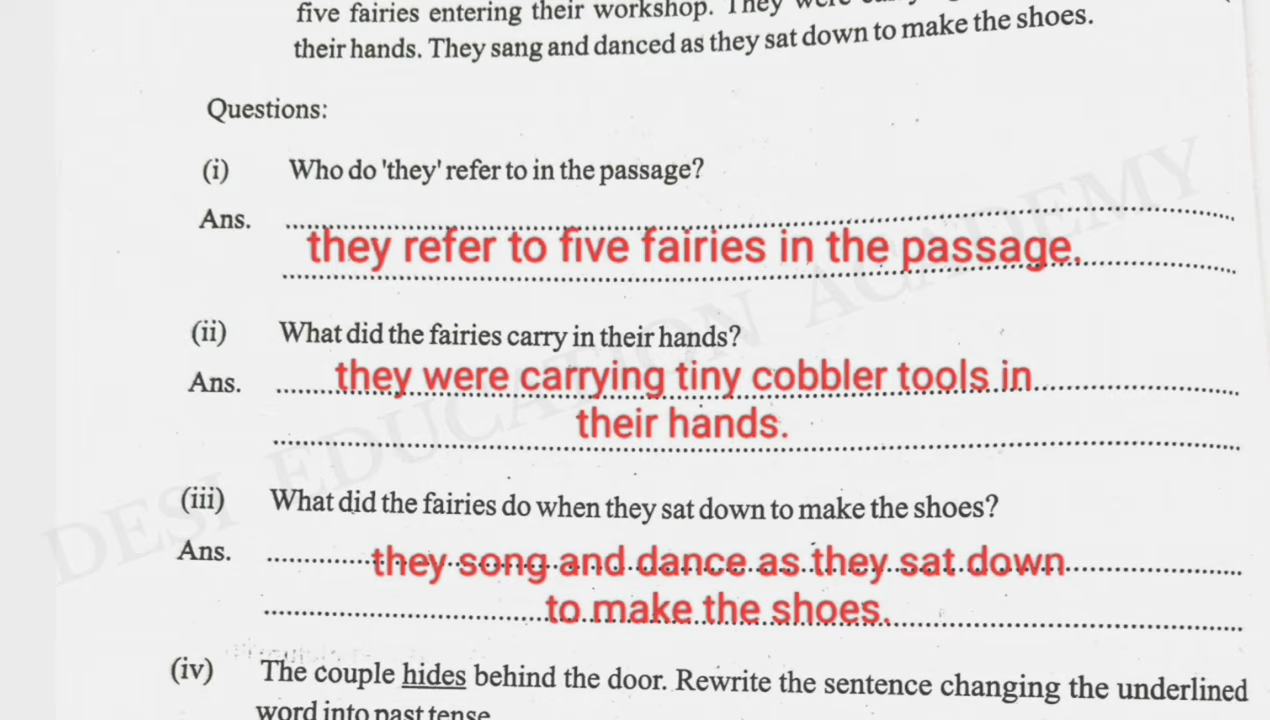 five fairies entering their workshop. They were
their hands. They sang and danced as they sat down to make the shoes.
Questions:
(i) Who do 'they' refer to in the passage?
Ans.
they refer to five fairies in the passage.
(ii) What did the fairies carry in their hands?
Ans. they were carrying tiny cobbler tools in
their hands.
(iii) What did the fairies do when they sat down to make the shoes?
Ans. they song and dance as they sat down
to make the shoes.
(iv) The couple hides behind the door. Rewrite the sentence changing the underlined
word into past tense.
DESI EDUCATION ACADEMY